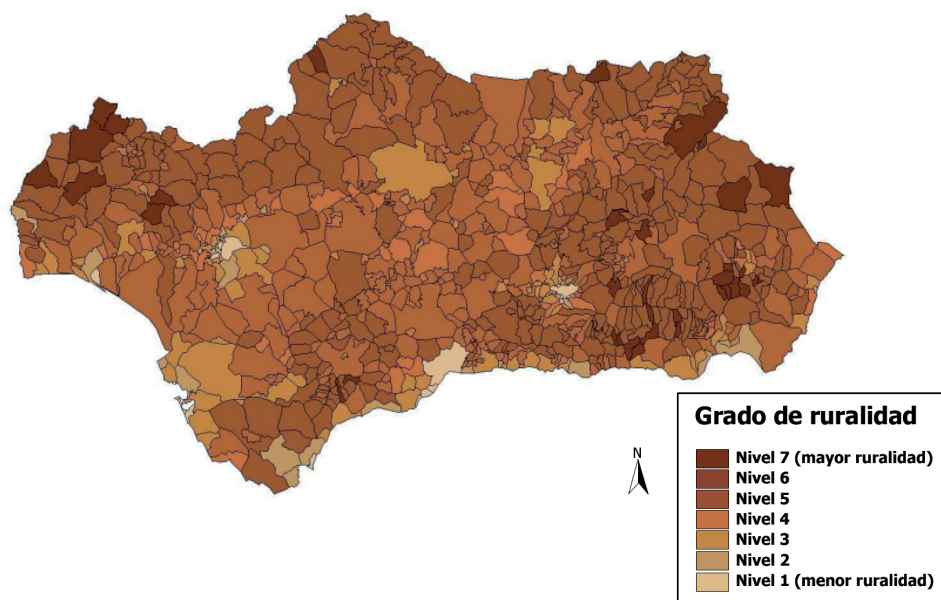 N
Grado de ruralidad
Nivel 7 (mayor ruralidad)
Nivel 6
Nivel 5
Nivel 4
Nivel 3
Nivel 2
Nivel 1 (menor ruralidad)